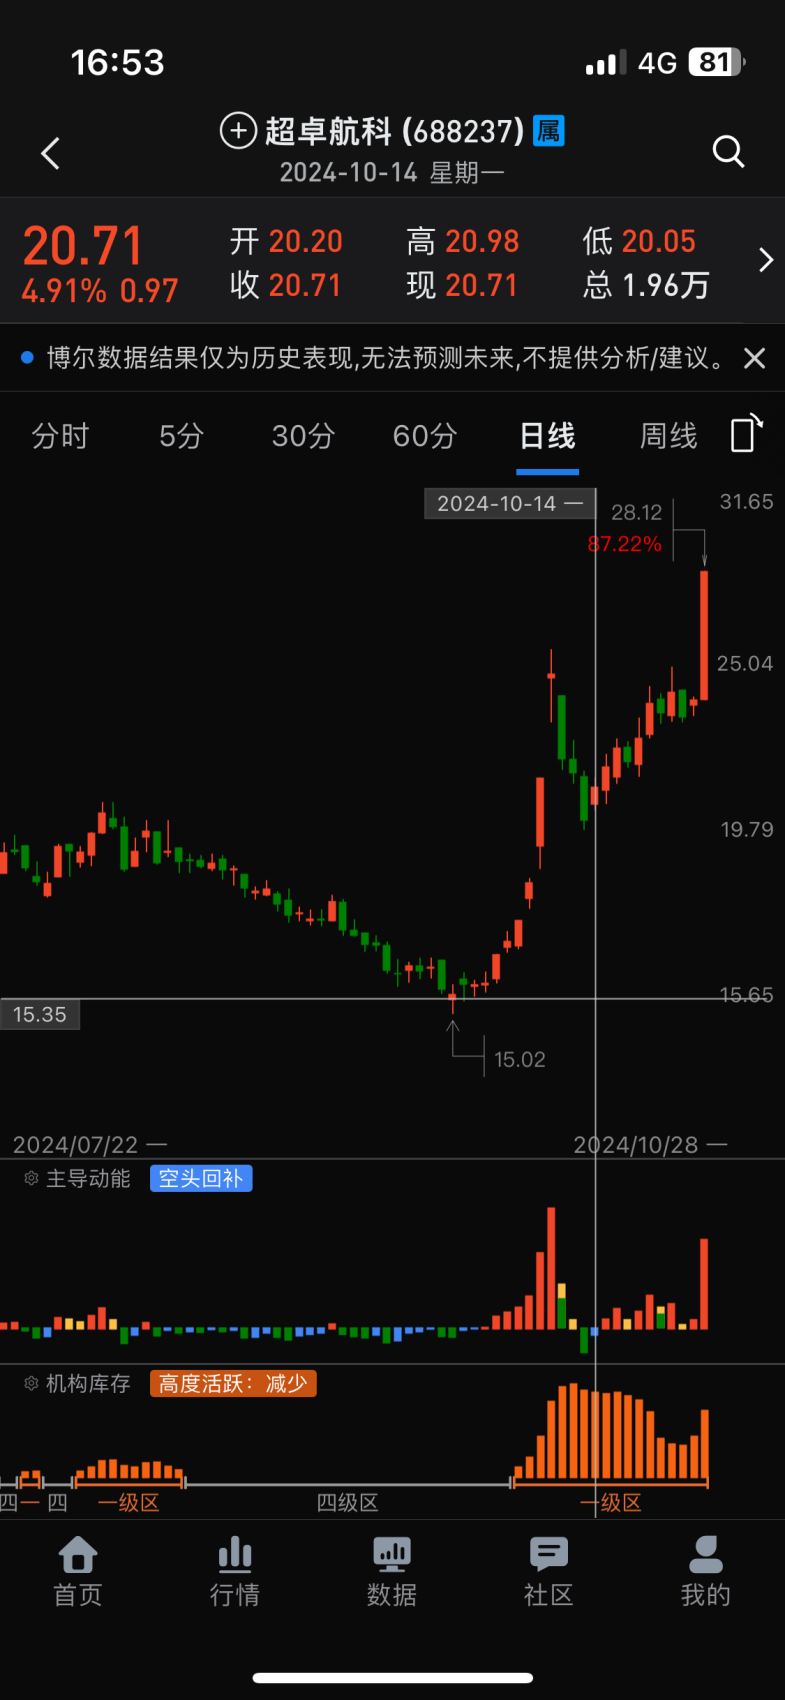 16:53 4G 81
超卓航科 (688237) 属
2024-10-14 星期一
20.71 开 20.20 高 20.98 低 20.05
4.91% 0.97 收 20.71 现 20.71 总 1.96万
博尔数据结果仅为历史表现,无法预测未来,不提供分析/建议。
分时 5分 30分 60分 日线 周线
2024-10-14 一 28.12 31.65
87.22%
25.04
19.79
15.65
15.35
15.02
2024/07/22 一 2024/10/28 一
主导动能 空头回补
机构库存 高度活跃：减少
四 一 四 一级区 四级区 一级区
首页 行情 数据 社区 我的